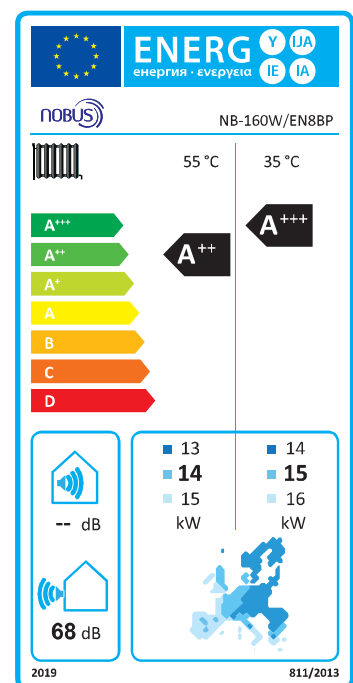 ENERG Y IJA
енергия · ενεργεια IE IA
noBUS
NB-160W/EN8BP
55 °C 35 °C
A+++
A++
A+
A
B
C
D
A++
A+++
-- dB
68 dB
13
14
15
kW
14
15
16
kW
2019 811/2013